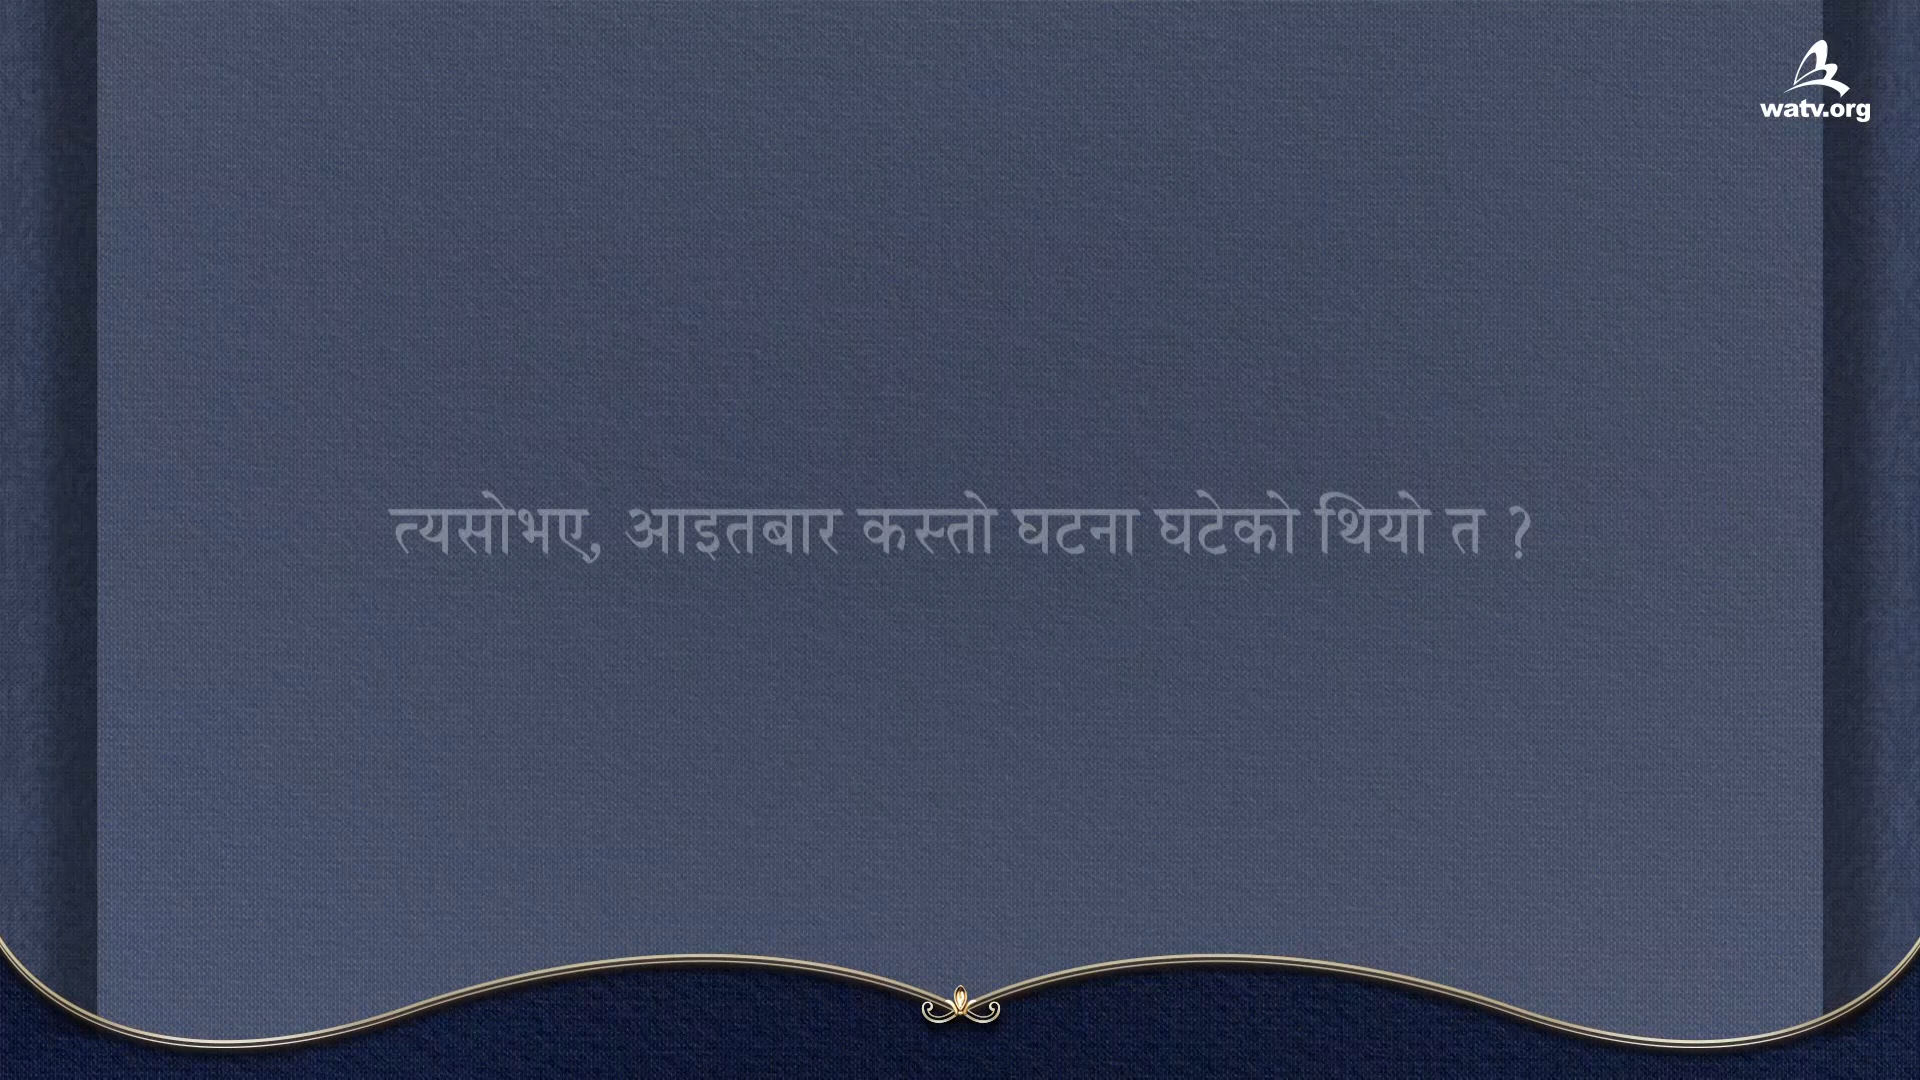 watv.org
त्यसोभए, आइतबार कस्तो घटना घटेको थियो त ?